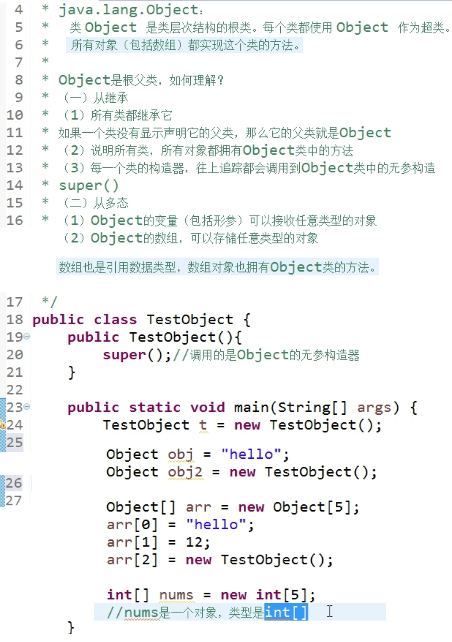 4 * java.lang.Object:
5 * 类 Object 是类层次结构的根类。每个类都使用 Object 作为超类。
6 * 所有对象（包括数组）都实现这个类的方法。
7 *
8 * Object是根父类，如何理解？
9 * （一）从继承
10 * （1）所有类都继承它
11 * 如果一个类没有显示声明它的父类，那么它的父类就是Object
12 * （2）说明所有类，所有对象都拥有Object类中的方法
13 * （3）每一个类的构造器，往上追踪都会调用到Object类中的无参构造
14 * super()
15 * （二）从多态
16 * （1）Object的变量（包括形参）可以接收任意类型的对象
（2）Object的数组，可以存储任意类型的对象
数组也是引用数据类型，数组对象也拥有Object类的方法。
17 */
18 public class TestObject {
19 public TestObject(){
20 super();//调用的是Object的无参构造器
21 }
22
23 public static void main(String[] args) {
24 TestObject t = new TestObject();
25
Object obj = "hello";
Object obj2 = new TestObject();
26
27
Object[] arr = new Object[5];
arr[0] = "hello";
arr[1] = 12;
arr[2] = new TestObject();
int[] nums = new int[5];
//nums是一个对象，类型是int[]
}